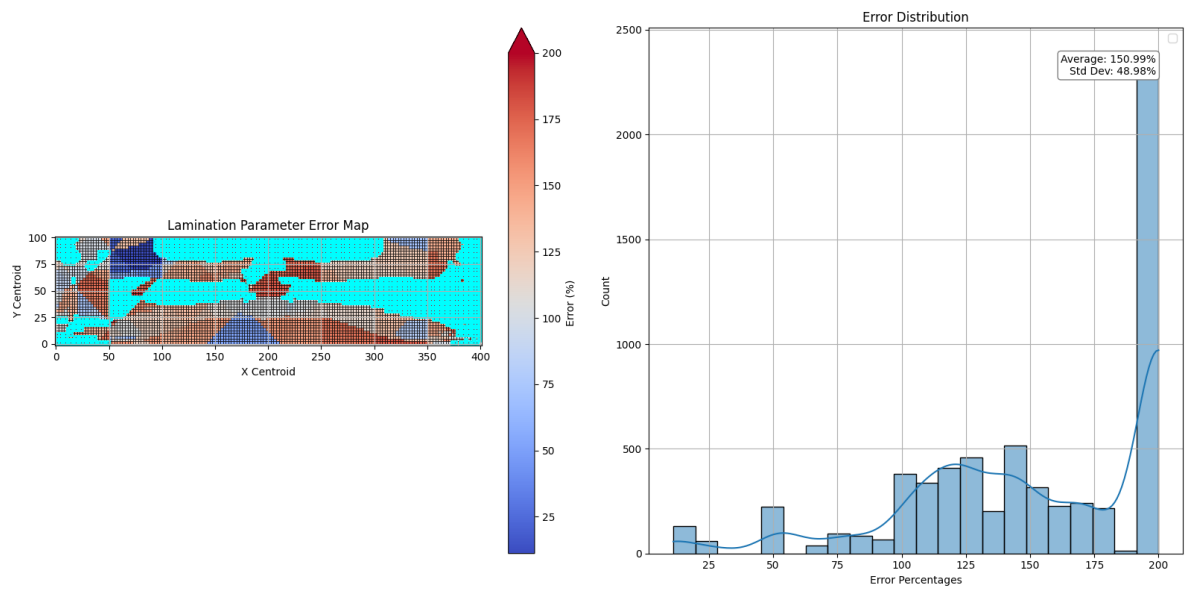 Lamination Parameter Error Map
100
75
50
25
0
Y Centroid
0 50 100 150 200 250 300 350 400
X Centroid
200
175
150
125
100
75
50
25
Error (%)
Error Distribution
2500
2000
1500
1000
500
0
Count
Average: 150.99%
Std Dev: 48.98%
25 50 75 100 125 150 175 200
Error Percentages